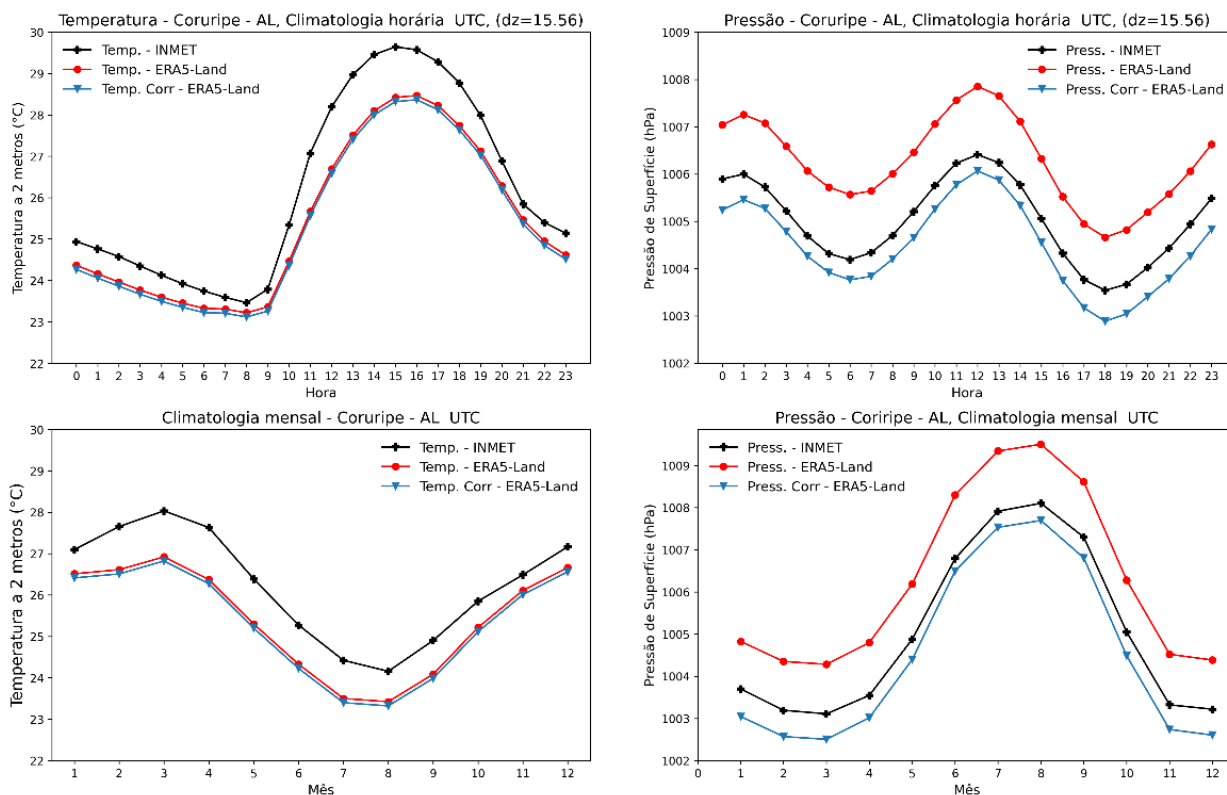 Temperatura - Coruripe - AL, Climatologia horária  UTC, (dz=15.56)
30
29
28
27
26
25
24
23
22
Temperatura a 2 metros (°C)
Temp. - INMET
Temp. - ERA5-Land
Temp. Corr - ERA5-Land
0 1 2 3 4 5 6 7 8 9 10 11 12 13 14 15 16 17 18 19 20 21 22 23
Hora
Pressão - Coruripe - AL, Climatologia horária  UTC, (dz=15.56)
1009
1008
1007
1006
1005
1004
1003
1002
Pressão de Superfície (hPa)
Press. - INMET
Press. - ERA5-Land
Press. Corr - ERA5-Land
0 1 2 3 4 5 6 7 8 9 10 11 12 13 14 15 16 17 18 19 20 21 22 23
Hora
Climatologia mensal - Coruripe - AL  UTC
30
29
28
27
26
25
24
23
22
Temperatura a 2 metros (°C)
Temp. - INMET
Temp. - ERA5-Land
Temp. Corr - ERA5-Land
1 2 3 4 5 6 7 8 9 10 11 12
Mês
Pressão - Coriripe - AL, Climatologia mensal  UTC
1009
1008
1007
1006
1005
1004
1003
1002
Pressão de Superfície (hPa)
Press. - INMET
Press. - ERA5-Land
Press. Corr - ERA5-Land
0 1 2 3 4 5 6 7 8 9 10 11 12
Mês